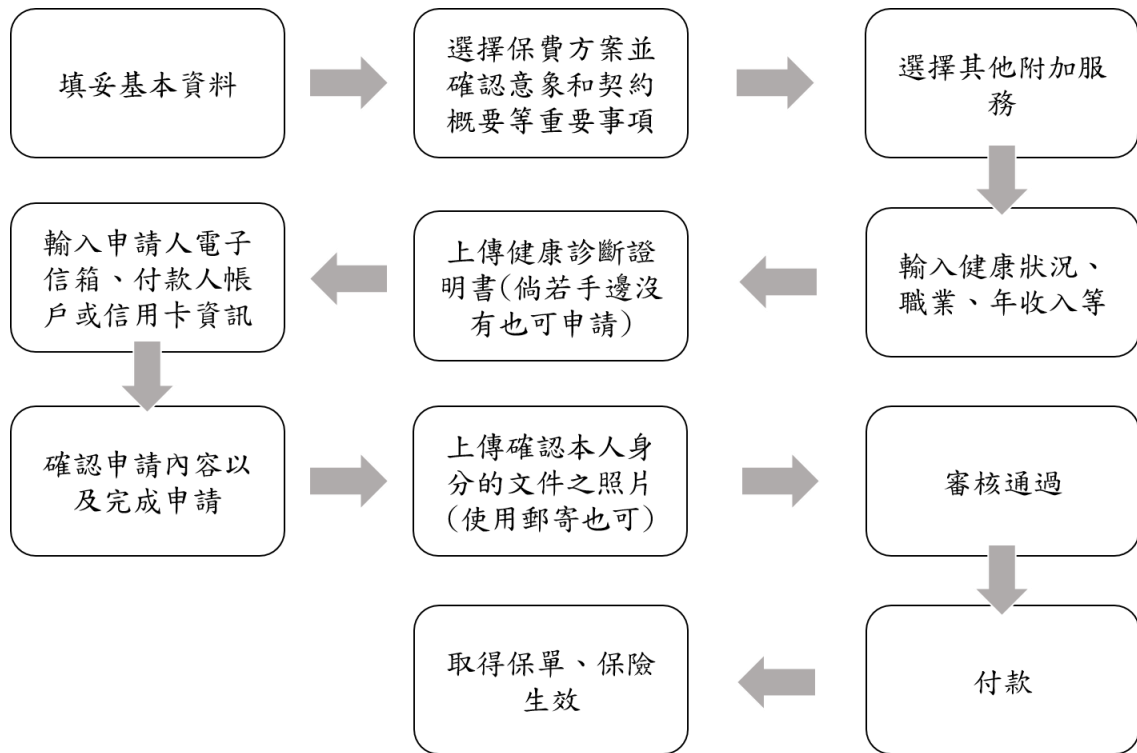 填妥基本資料
選擇保費方案並
確認意象和契約
概要等重要事項
選擇其他附加服
務
輸入健康狀況、
職業、年收入等
上傳健康診斷證
明書(倘若手邊沒
有也可申請)
輸入申請人電子
信箱、付款人帳
戶或信用卡資訊
確認申請內容以
及完成申請
上傳確認本人身
分的文件之照片
(使用郵寄也可)
審核通過
付款
取得保單、保險
生效